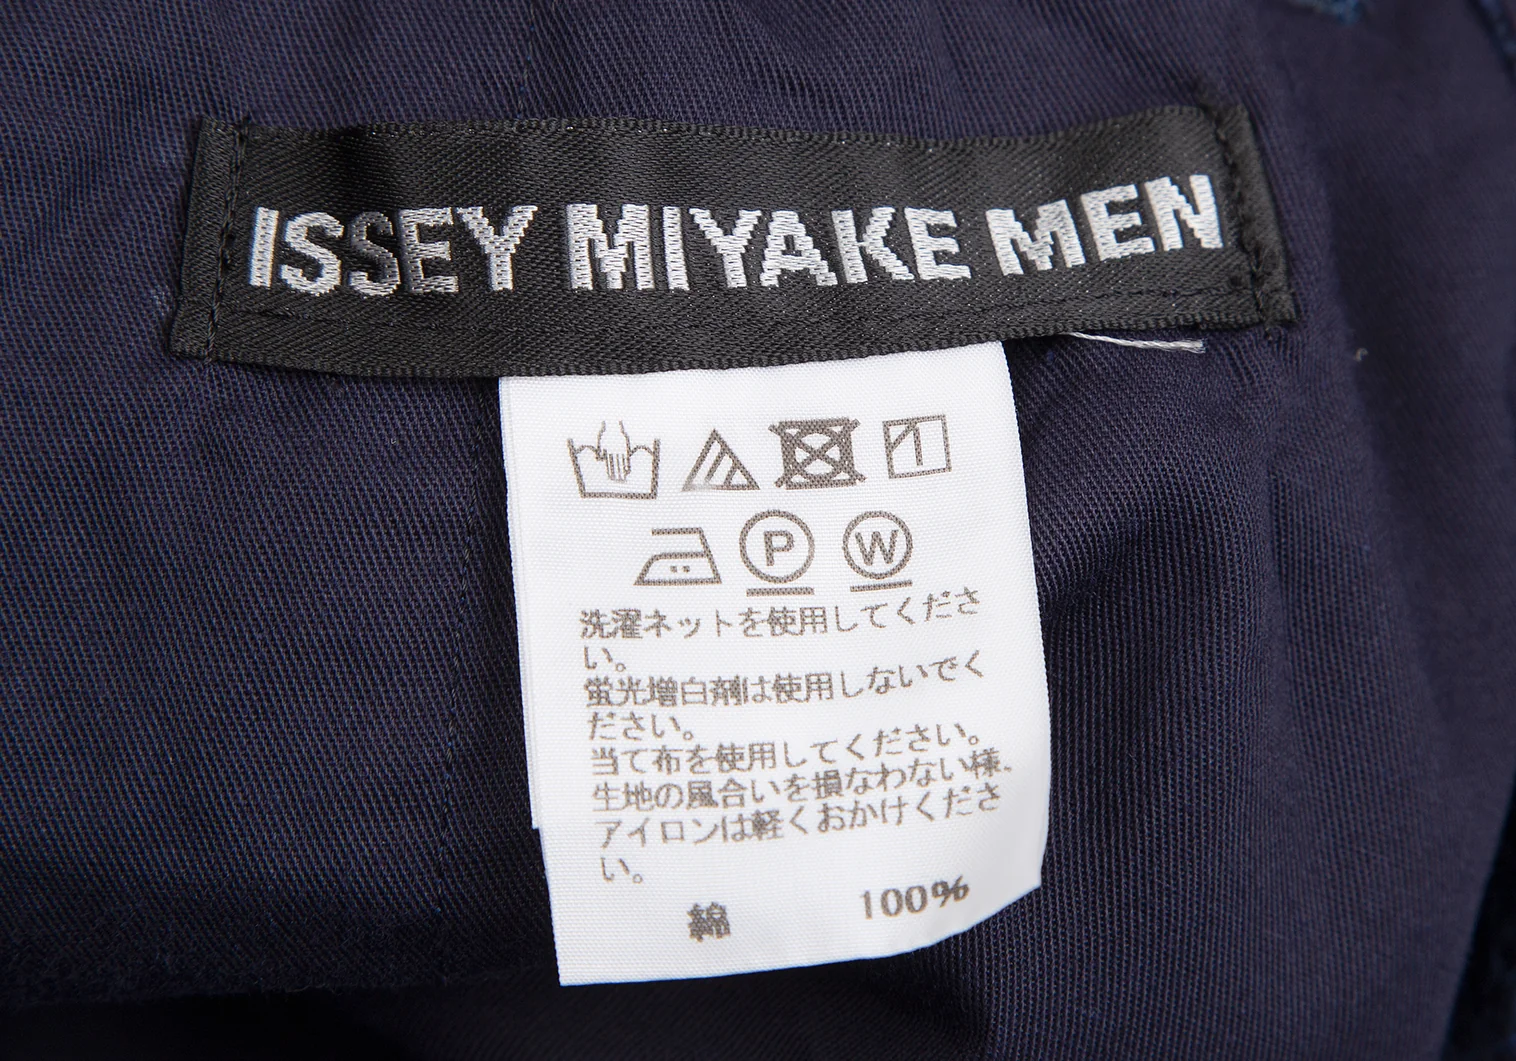 ISSEY MIYAKE MEN
P W
洗濯ネットを使用してくださ
い。
蛍光増白剤は使用しないでく
ださい。
当て布を使用してください。
生地の風合いを損なわない様、
アイロンは軽くおかけくださ
い。
綿 100%